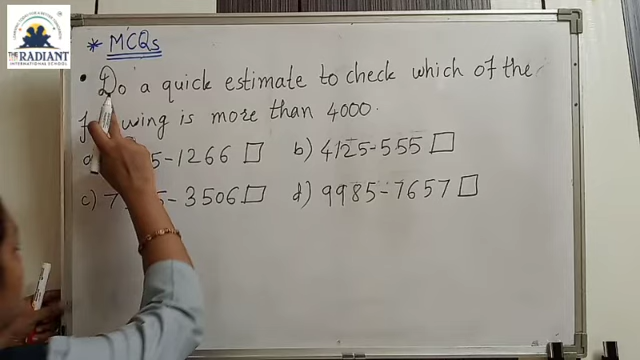 THE RADIANT
INTERNATIONAL SCHOOL
* MCQs
• Do a quick estimate to check which of the
is more than 4000.
a) 5-1266 b) 4125-555
c) 7 5-3506 d) 9985-7657